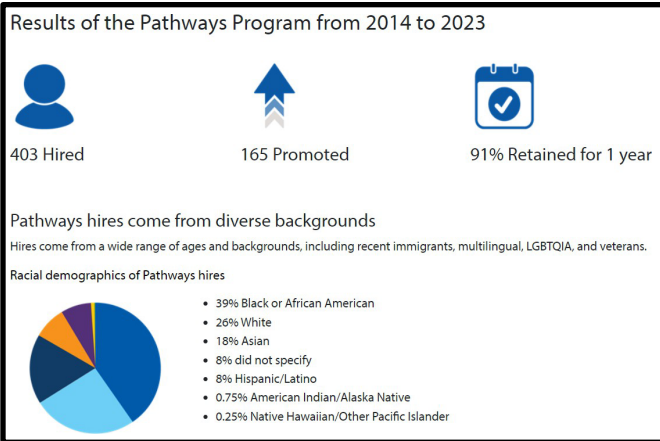 Results of the Pathways Program from 2014 to 2023
403 Hired
165 Promoted
91% Retained for 1 year
Pathways hires come from diverse backgrounds
Hires come from a wide range of ages and backgrounds, including recent immigrants, multilingual, LGBTQIA, and veterans.
Racial demographics of Pathways hires
• 39% Black or African American
• 26% White
• 18% Asian
• 8% did not specify
• 8% Hispanic/Latino
• 0.75% American Indian/Alaska Native
• 0.25% Native Hawaiian/Other Pacific Islander